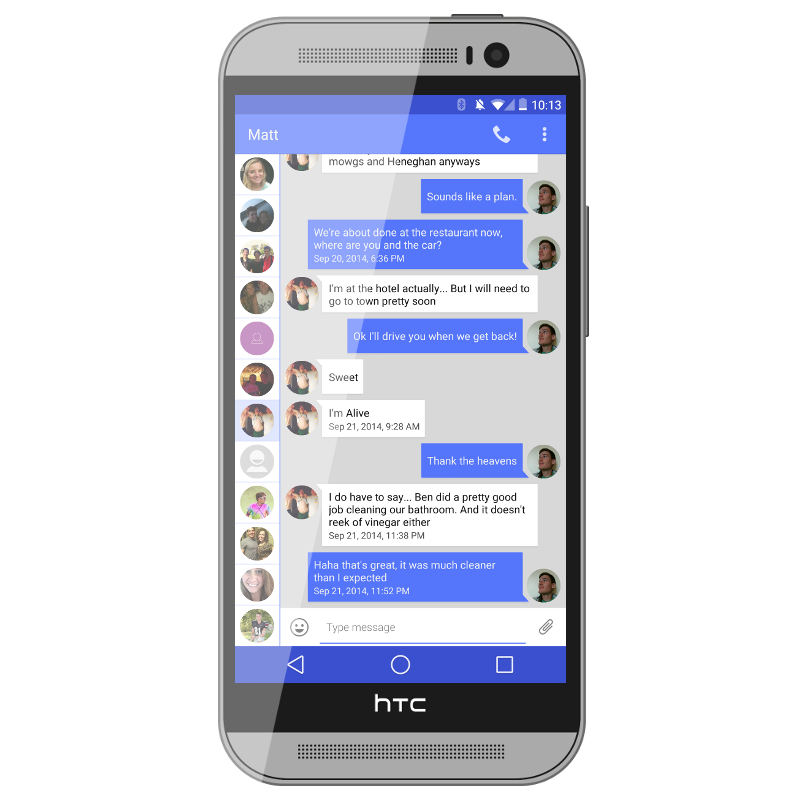 10:13
Matt
mowgs and Heneghan anyways
Sounds like a plan.
We're about done at the restaurant now,
where are you and the car?
Sep 20, 2014, 6:36 PM
I'm at the hotel actually... But I will need to
go to town pretty soon
Ok I'll drive you when we get back!
Sweet
I'm Alive
Sep 21, 2014, 9:28 AM
Thank the heavens
I do have to say... Ben did a pretty good
job cleaning our bathroom. And it doesn't
reek of vinegar either
Sep 21, 2014, 11:38 PM
Haha that's great, it was much cleaner
than I expected
Sep 21, 2014, 11:52 PM
Type message
hTC